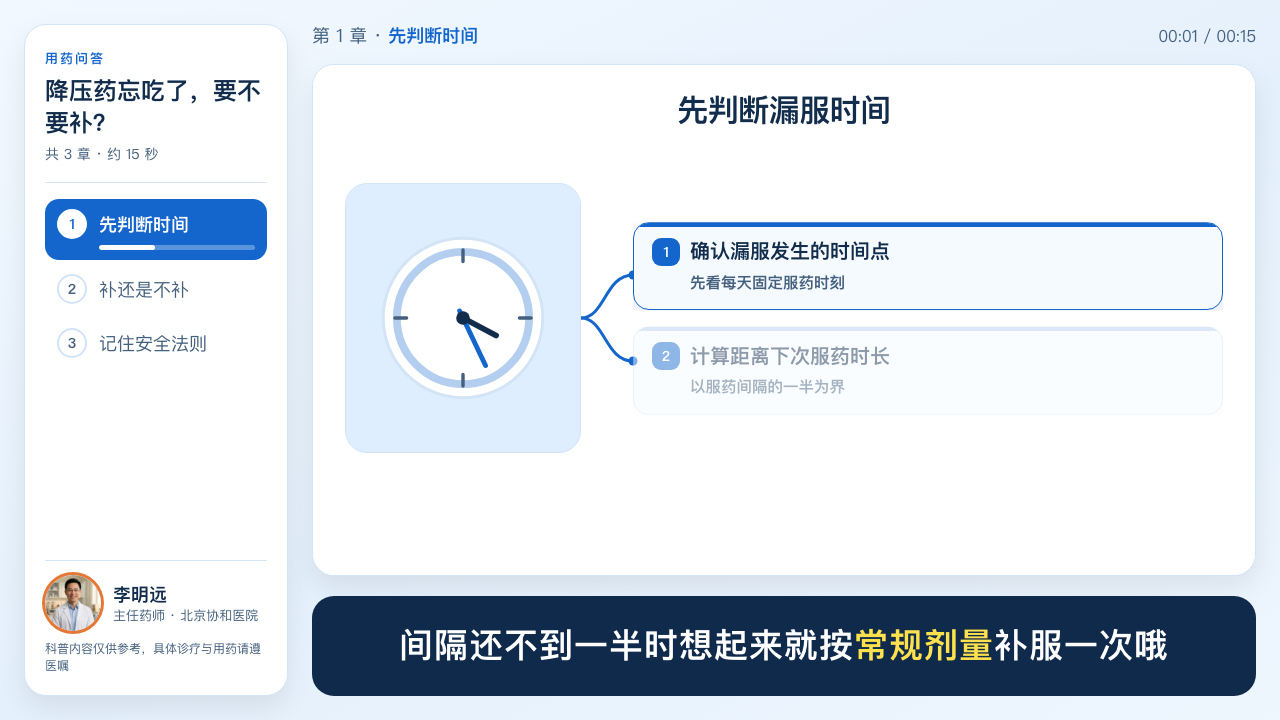 用药问答
降压药忘吃了，要不
要补？
共 3 章 · 约 15 秒
1 先判断时间
2 补还是不补
3 记住安全法则
李明远
主任药师 · 北京协和医院
科普内容仅供参考，具体诊疗与用药请遵
医嘱
第 1 章 · 先判断时间
00:01 / 00:15
先判断漏服时间
1 确认漏服发生的时间点
先看每天固定服药时刻
2 计算距离下次服药时长
以服药间隔的一半为界
间隔还不到一半时想起来就按常规剂量补服一次哦